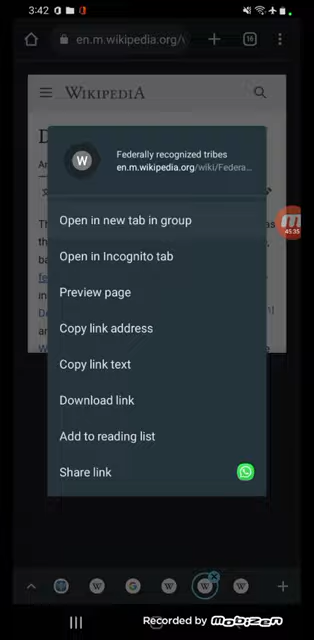 3:42
en.m.wikipedia.org/w
16
WIKIPEDIA
D
W
Federally recognized tribes
en.m.wikipedia.org/wiki/Federa...
Open in new tab in group
Open in Incognito tab
Preview page
Copy link address
Copy link text
Download link
Add to reading list
Share link
45:35
Recorded by Mobizen